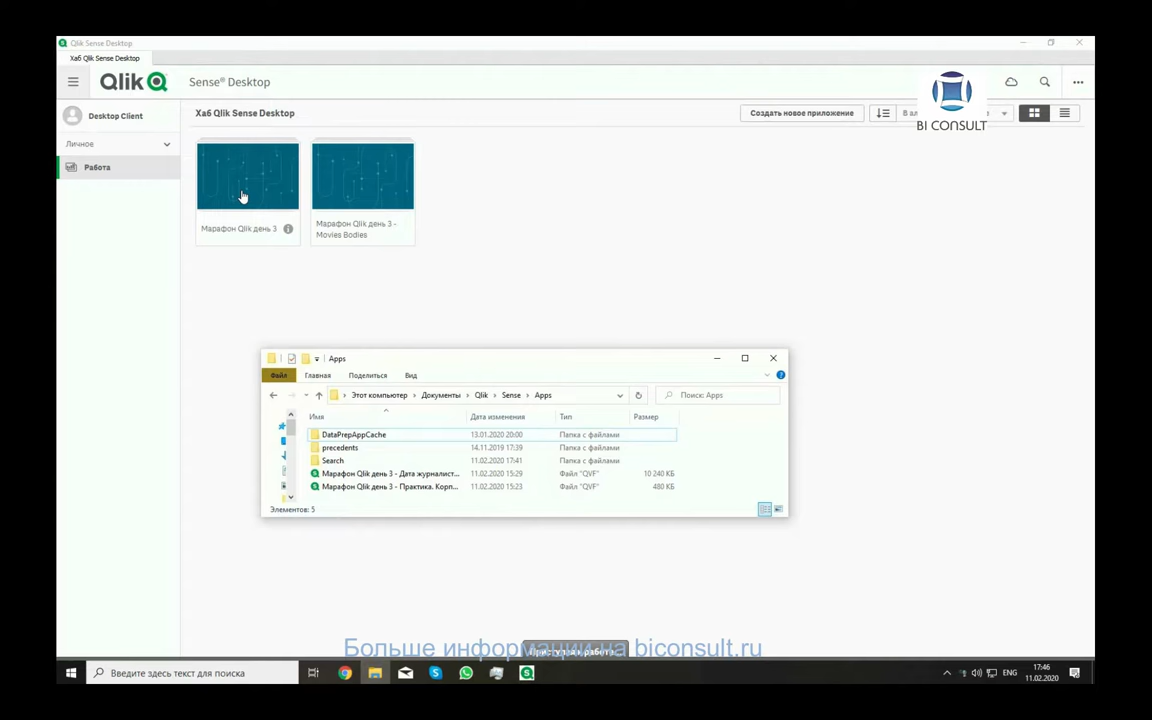 Qlik Sense Desktop
Хаб Qlik Sense Desktop
Qlik
Sense® Desktop
BI CONSULT
Desktop Client
Хаб Qlik Sense Desktop
Создать новое приложение
В ал
Личное
Работа
Марафон Qlik день 3
Марафон Qlik день 3 -
Movies Bodies
Apps
Файл
Главная
Поделиться
Вид
Этот компьютер
Документы
Qlik
Sense
Apps
Поиск: Apps
Имя
Дата изменения
Тип
Размер
DataPrepAppCache 13.01.2020 20:00 Папка с файлами
precedents 14.11.2019 17:39 Папка с файлами
Search 11.02.2020 17:41 Папка с файлами
Марафон Qlik день 3 - Дата журналист... 11.02.2020 15:29 Файл "QVF" 10 240 КБ
Марафон Qlik день 3 - Практика. Корп... 11.02.2020 15:23 Файл "QVF" 480 КБ
Элементов: 5
Больше информации на biconsult.ru
Введите здесь текст для поиска
ENG
17:46
11.02.2020